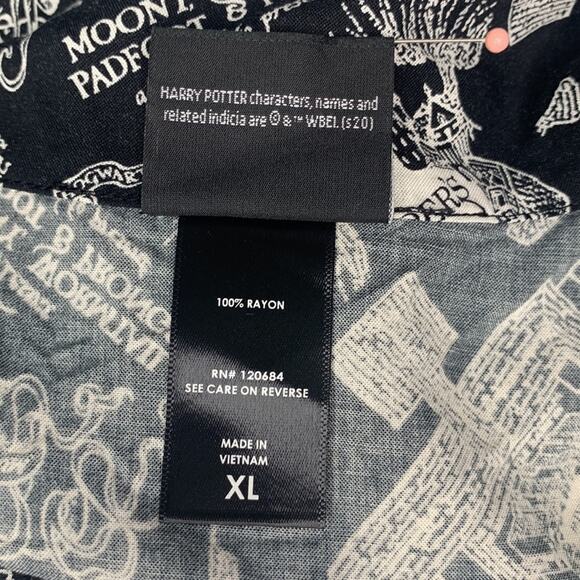 MOONY,
PADFOOT &
HARRY POTTER characters, names and
related indicia are © & ™ WBEI. (s20)
HOGWARTS
100% RAYON
RN# 120684
SEE CARE ON REVERSE
MADE IN
VIETNAM
XL